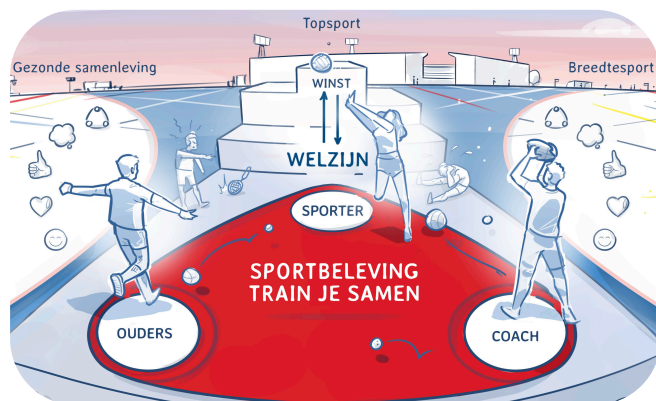 Topsport
Gezonde samenleving
Breedtesport
WINST
WELZIJN
SPORTER
SPORTBELEVING
TRAIN JE SAMEN
OUDERS
COACH